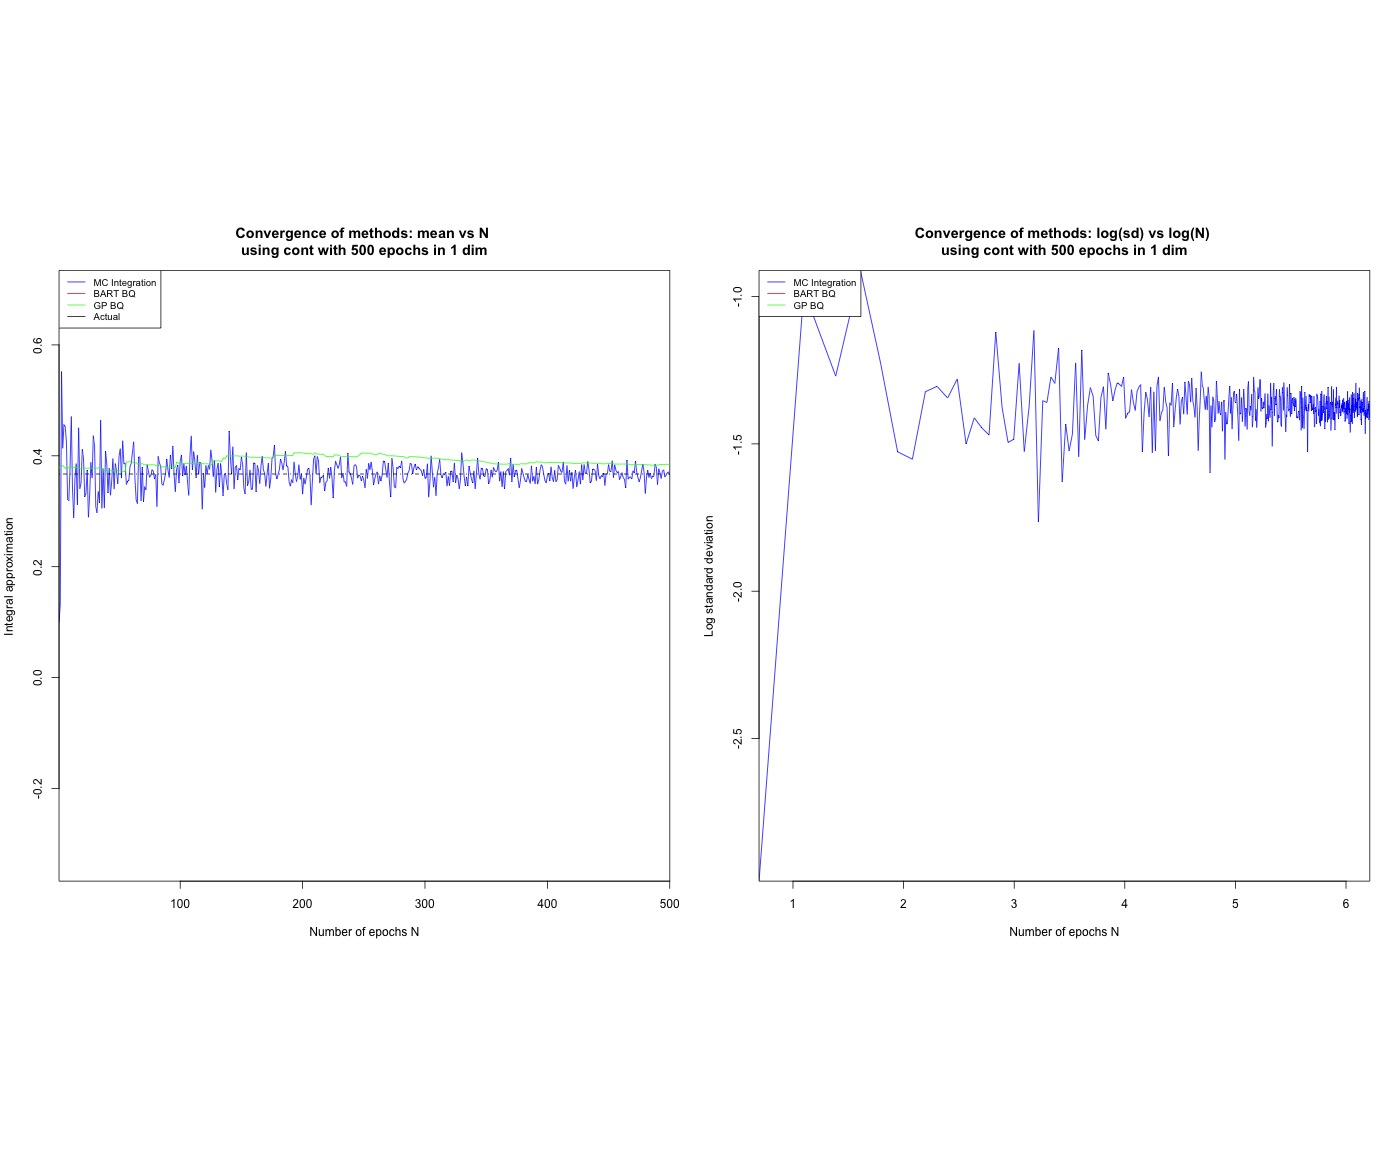 Convergence of methods: mean vs N
using cont with 500 epochs in 1 dim
MC Integration
BART BQ
GP BQ
Actual
Integral approximation
0.6
0.4
0.2
0.0
-0.2
100
200
300
400
500
Number of epochs N
Convergence of methods: log(sd) vs log(N)
using cont with 500 epochs in 1 dim
MC Integration
BART BQ
GP BQ
Log standard deviation
-1.0
-1.5
-2.0
-2.5
1
2
3
4
5
6
Number of epochs N